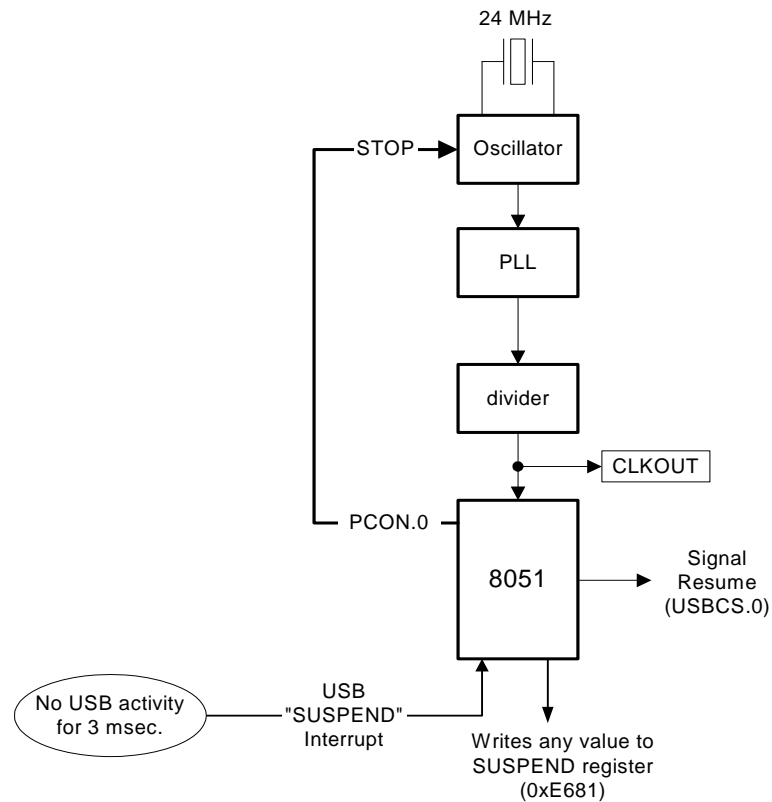 24 MHz
STOP
Oscillator
PLL
divider
CLKOUT
PCON.0
8051
Signal
Resume
(USBCS.0)
No USB activity
for 3 msec.
USB
"SUSPEND"
Interrupt
Writes any value to
SUSPEND register
(0xE681)